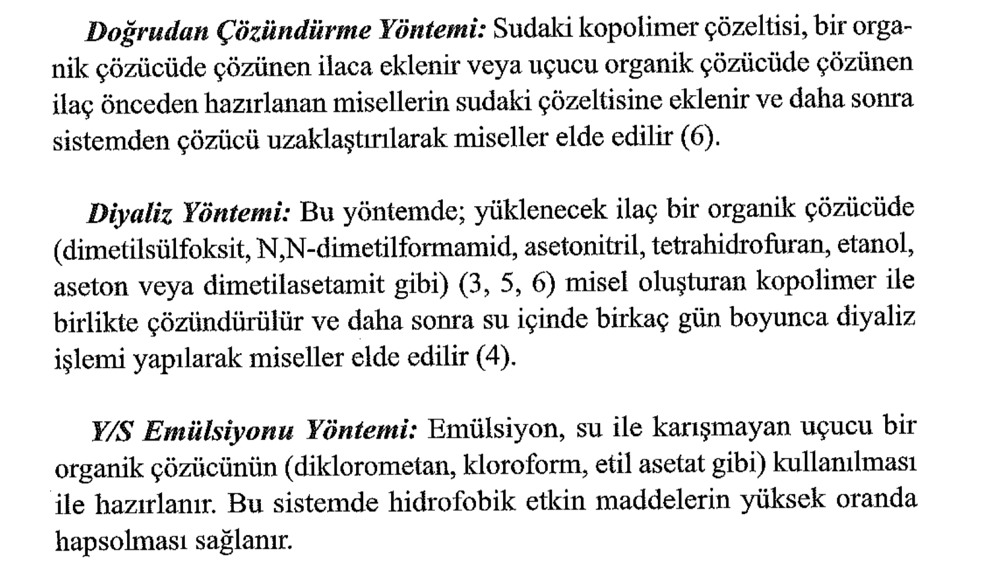 Doğrudan Çözündürme Yöntemi: Sudaki kopolimer çözeltisi, bir orga-
nik çözücüde çözünen ilaca eklenir veya uçucu organik çözücüde çözünen
ilaç önceden hazırlanan misellerin sudaki çözeltisine eklenir ve daha sonra
sistemden çözücü uzaklaştırılarak miseller elde edilir (6).
Diyaliz Yöntemi: Bu yöntemde; yüklenecek ilaç bir organik çözücüde
(dimetilsülfoksit, N,N-dimetilformamid, asetonitril, tetrahidrofuran, etanol,
aseton veya dimetilasetamit gibi) (3, 5, 6) misel oluşturan kopolimer ile
birlikte çözündürülür ve daha sonra su içinde birkaç gün boyunca diyaliz
işlemi yapılarak miseller elde edilir (4).
Y/S Emülsiyonu Yöntemi: Emülsiyon, su ile karışmayan uçucu bir
organik çözücünün (diklorometan, kloroform, etil asetat gibi) kullanılması
ile hazırlanır. Bu sistemde hidrofobik etkin maddelerin yüksek oranda
hapsolması sağlanır.